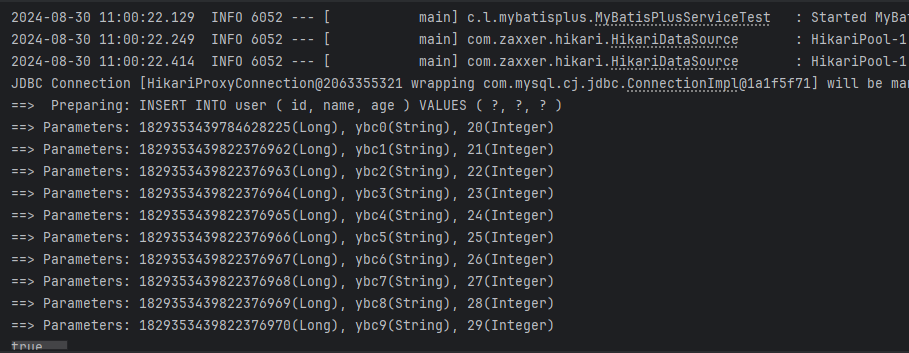 2024-08-30 11:00:22.129  INFO 6052 --- [           main] c.l.mybatisplus.MyBatisPlusServiceTest   : Started MyBat
2024-08-30 11:00:22.249  INFO 6052 --- [           main] com.zaxxer.hikari.HikariDataSource       : HikariPool-1
2024-08-30 11:00:22.414  INFO 6052 --- [           main] com.zaxxer.hikari.HikariDataSource       : HikariPool-1
JDBC Connection [HikariProxyConnection@2063355321 wrapping com.mysql.cj.jdbc.ConnectionImpl@1a1f5f71] will be man
==>  Preparing: INSERT INTO user ( id, name, age ) VALUES ( ?, ?, ? )
==> Parameters: 1829353439784628225(Long), ybc0(String), 20(Integer)
==> Parameters: 1829353439822376962(Long), ybc1(String), 21(Integer)
==> Parameters: 1829353439822376963(Long), ybc2(String), 22(Integer)
==> Parameters: 1829353439822376964(Long), ybc3(String), 23(Integer)
==> Parameters: 1829353439822376965(Long), ybc4(String), 24(Integer)
==> Parameters: 1829353439822376966(Long), ybc5(String), 25(Integer)
==> Parameters: 1829353439822376967(Long), ybc6(String), 26(Integer)
==> Parameters: 1829353439822376968(Long), ybc7(String), 27(Integer)
==> Parameters: 1829353439822376969(Long), ybc8(String), 28(Integer)
==> Parameters: 1829353439822376970(Long), ybc9(String), 29(Integer)
true